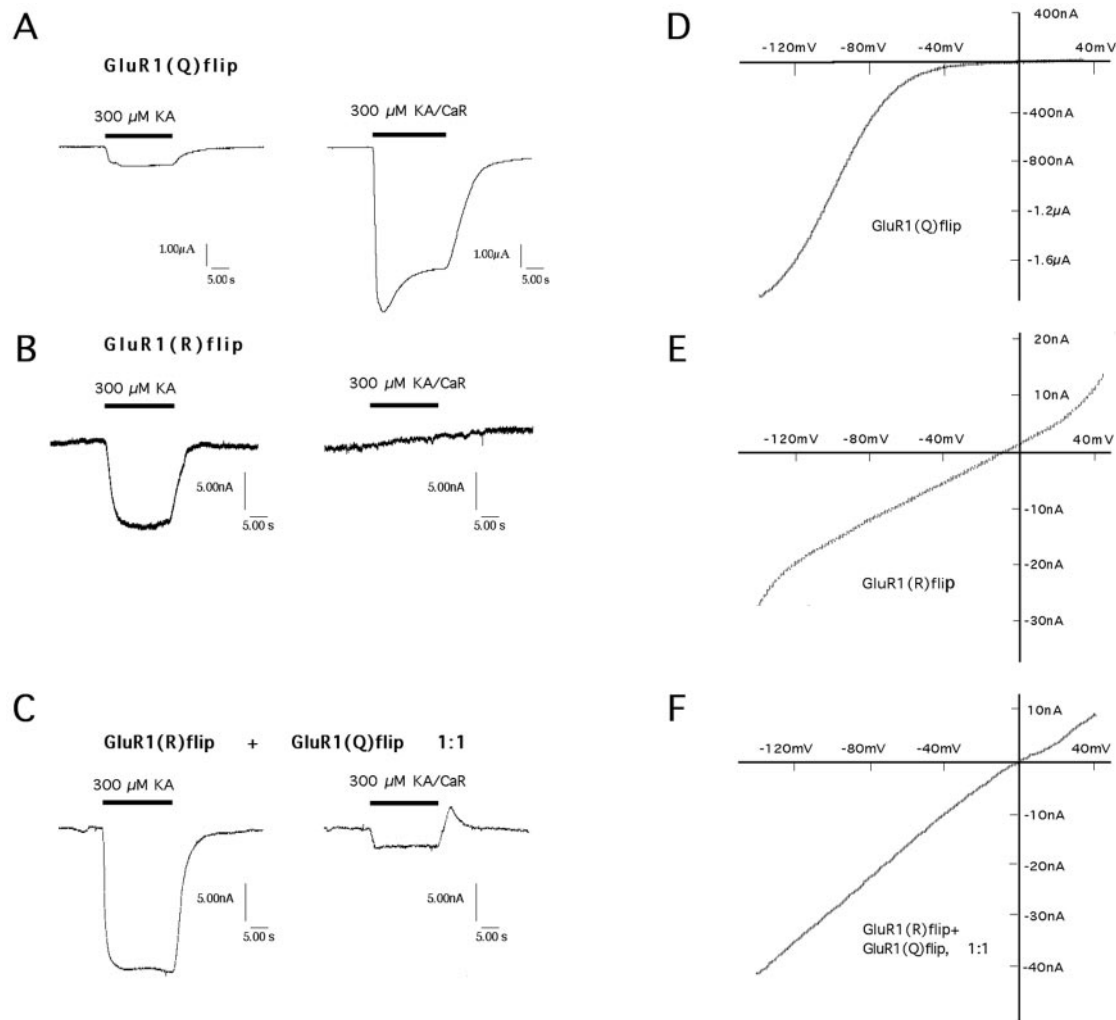 A
GluR1(Q)flip
300 µM KA
300 µM KA/CaR
1.00µA
5.00 s
1.00µA
5.00 s
B
GluR1(R)flip
300 µM KA
300 µM KA/CaR
5.00nA
5.00 s
5.00nA
5.00 s
C
GluR1(R)flip + GluR1(Q)flip 1:1
300 µM KA
300 µM KA/CaR
5.00nA
5.00 s
5.00nA
5.00 s
D
400nA
-120mV -80mV -40mV 40mV
-400nA
-800nA
-1.2µA
-1.6µA
GluR1(Q)flip
E
20nA
10nA
-120mV -80mV -40mV 40mV
-10nA
-20nA
-30nA
GluR1(R)flip
F
10nA
-120mV -80mV -40mV 40mV
-10nA
-20nA
-30nA
-40nA
GluR1(R)flip+
GluR1(Q)flip, 1:1